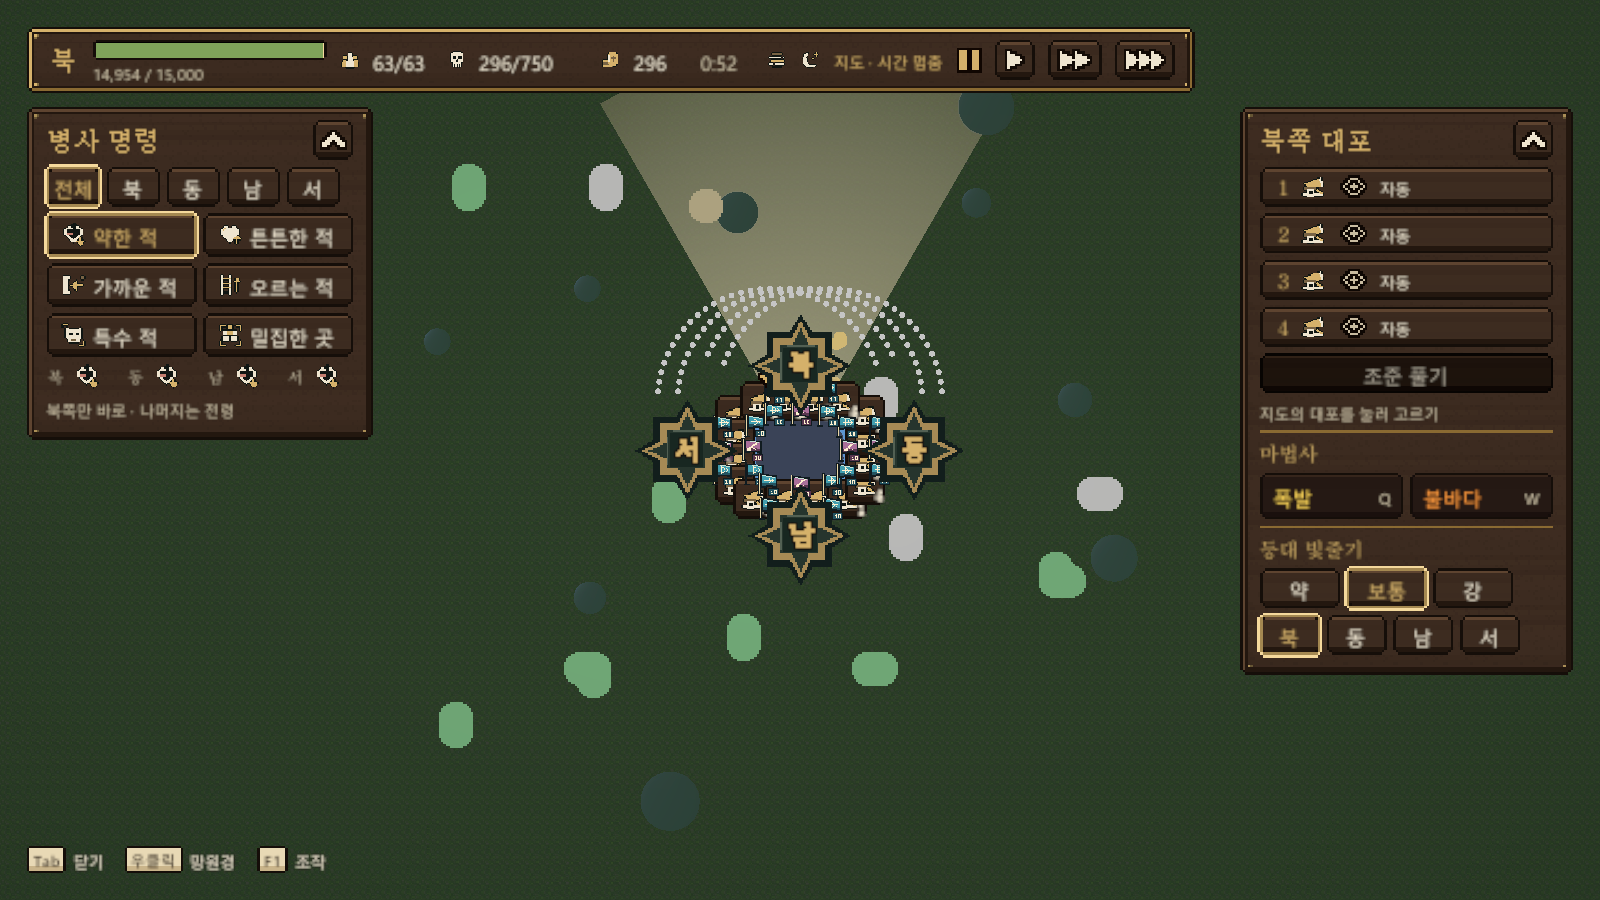 북 14,954 / 15,000 63/63 296/750 296 0:52 지도 · 시간 멈춤
병사 명령
전체 북 동 남 서
약한 적 튼튼한 적
가까운 적 오르는 적
특수 적 밀집한 곳
북 동 남 서
북쪽만 바로 · 나머지는 전령
북
서 동
남
북쪽 대포
1 자동
2 자동
3 자동
4 자동
조준 풀기
지도의 대포를 눌러 고르기
마법사
폭발 Q 불바다 W
등대 빛줄기
약 보통 강
북 동 남 서
Tab 닫기 우클릭 망원경 F1 조작